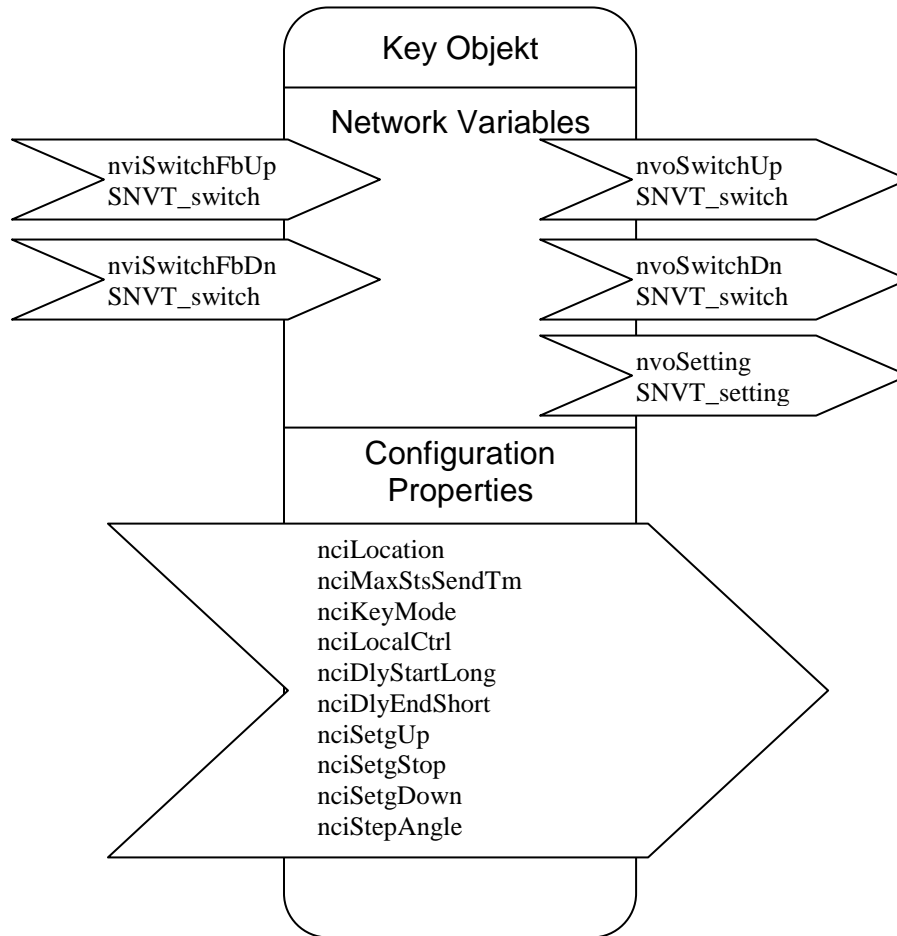 Key Objekt
Network Variables
nviSwitchFbUp
SNVT_switch
nviSwitchFbDn
SNVT_switch
nvoSwitchUp
SNVT_switch
nvoSwitchDn
SNVT_switch
nvoSetting
SNVT_setting
Configuration
Properties
nciLocation
nciMaxStsSendTm
nciKeyMode
nciLocalCtrl
nciDlyStartLong
nciDlyEndShort
nciSetgUp
nciSetgStop
nciSetgDown
nciStepAngle